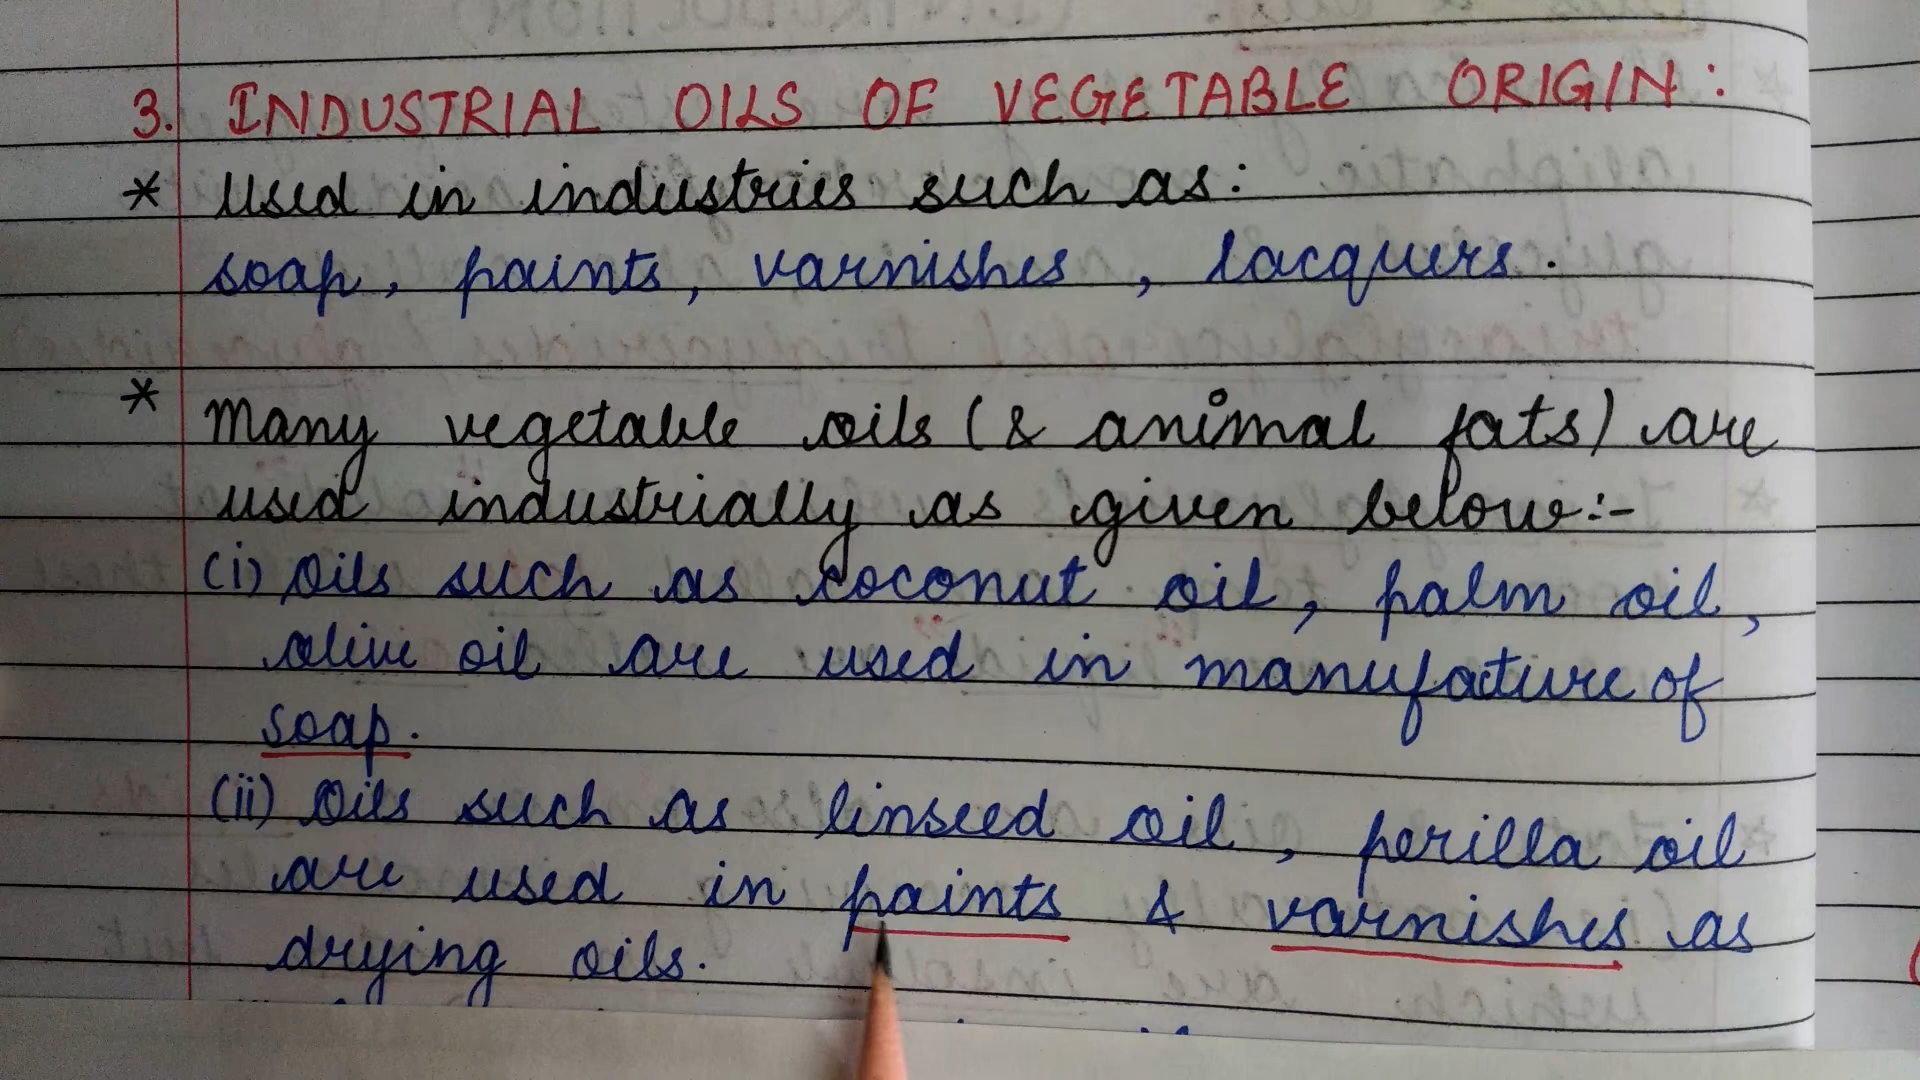 3. INDUSTRIAL OILS OF VEGETABLE ORIGIN:
* Used in industries such as:
soap, paints, varnishes, lacquers.
* Many vegetable oils (& animal fats) are
used industrially as given below:-
(i) Oils such as coconut oil, palm oil,
olive oil are used in manufacture of
soap.
(ii) Oils such as linseed oil, perilla oil
are used in paints & varnishes as
drying oils.